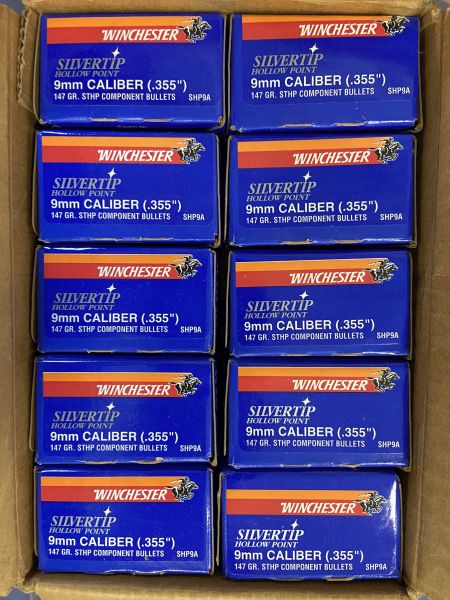 WINCHESTER
SILVERTIP
HOLLOW POINT
9mm CALIBER (.355")
147 GR. STHP COMPONENT BULLETS SHP9A
WINCHESTER
SILVERTIP
HOLLOW POINT
9mm CALIBER (.355")
147 GR. STHP COMPONENT BULLETS SHP9A
WINCHESTER
SILVERTIP
HOLLOW POINT
9mm CALIBER (.355")
147 GR. STHP COMPONENT BULLETS SHP9A
WINCHESTER
SILVERTIP
HOLLOW POINT
9mm CALIBER (.355")
147 GR. STHP COMPONENT BULLETS SHP9A
WINCHESTER
SILVERTIP
HOLLOW POINT
9mm CALIBER (.355")
147 GR. STHP COMPONENT BULLETS SHP9A
WINCHESTER
SILVERTIP
HOLLOW POINT
9mm CALIBER (.355")
147 GR. STHP COMPONENT BULLETS SHP9A
WINCHESTER
SILVERTIP
HOLLOW POINT
9mm CALIBER (.355")
147 GR. STHP COMPONENT BULLETS SHP9A
WINCHESTER
SILVERTIP
HOLLOW POINT
9mm CALIBER (.355")
147 GR. STHP COMPONENT BULLETS SHP9A
WINCHESTER
SILVERTIP
HOLLOW POINT
9mm CALIBER (.355")
147 GR. STHP COMPONENT BULLETS SHP9A
WINCHESTER
SILVERTIP
HOLLOW POINT
9mm CALIBER (.355")
147 GR. STHP COMPONENT BULLETS SHP9A